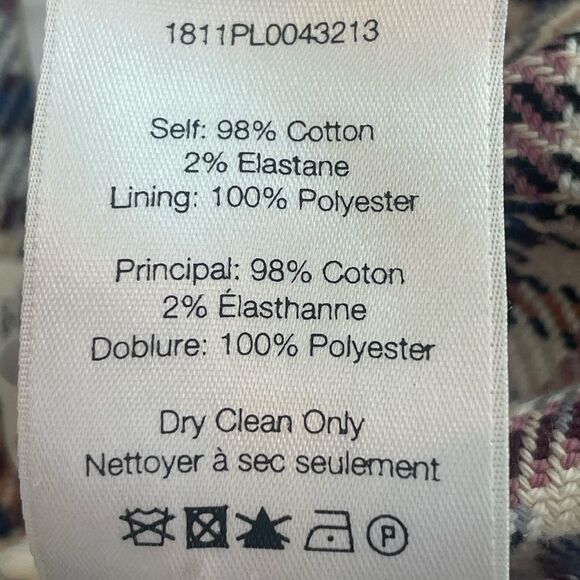 1811PL0043213
Self: 98% Cotton
2% Elastane
Lining: 100% Polyester
Principal: 98% Coton
2% Élasthanne
Doblure: 100% Polyester
Dry Clean Only
Nettoyer à sec seulement
P